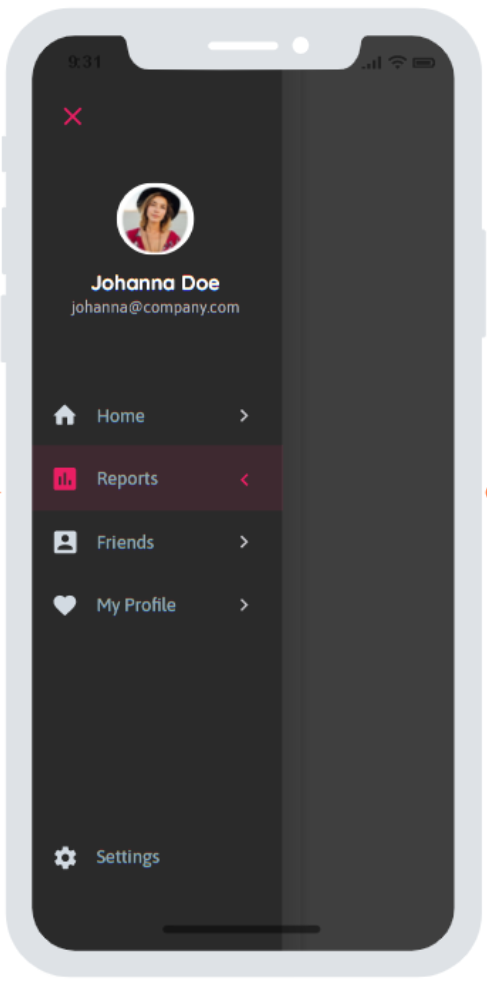 9:31
Johanna Doe
johanna@company.com
Home
Reports
Friends
My Profile
Settings